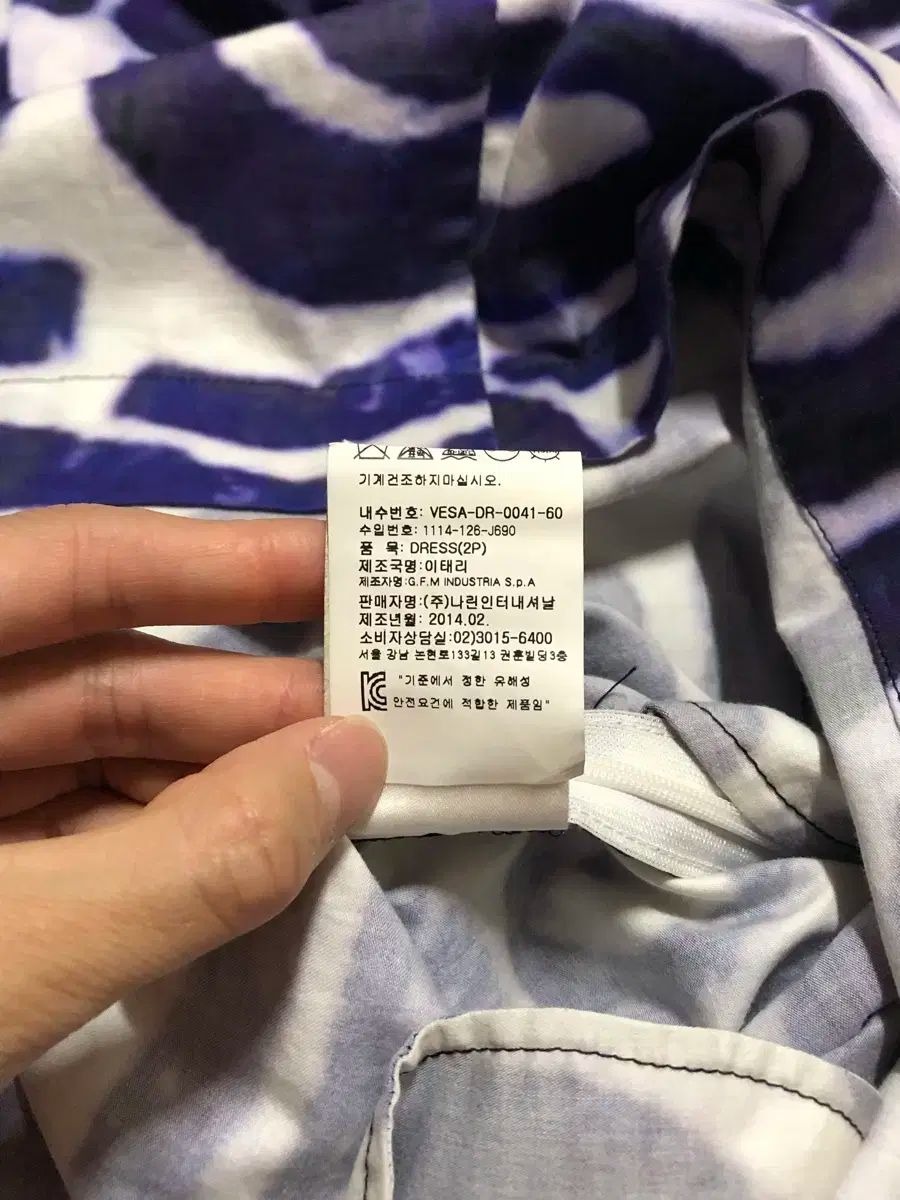 기계건조하지마십시오.
내수번호: VESA-DR-0041-60
수입번호: 1114-126-J690
품 목: DRESS(2P)
제조국명:이태리
제조자명:G.F.M INDUSTRIA S.p.A
판매자명:(주)나린인터내셔날
제조년월: 2014.02.
소비자상담실:02)3015-6400
서울 강남 논현로133길13 권훈빌딩3층
"기준에서 정한 유해성
안전요건에 적합한 제품임"